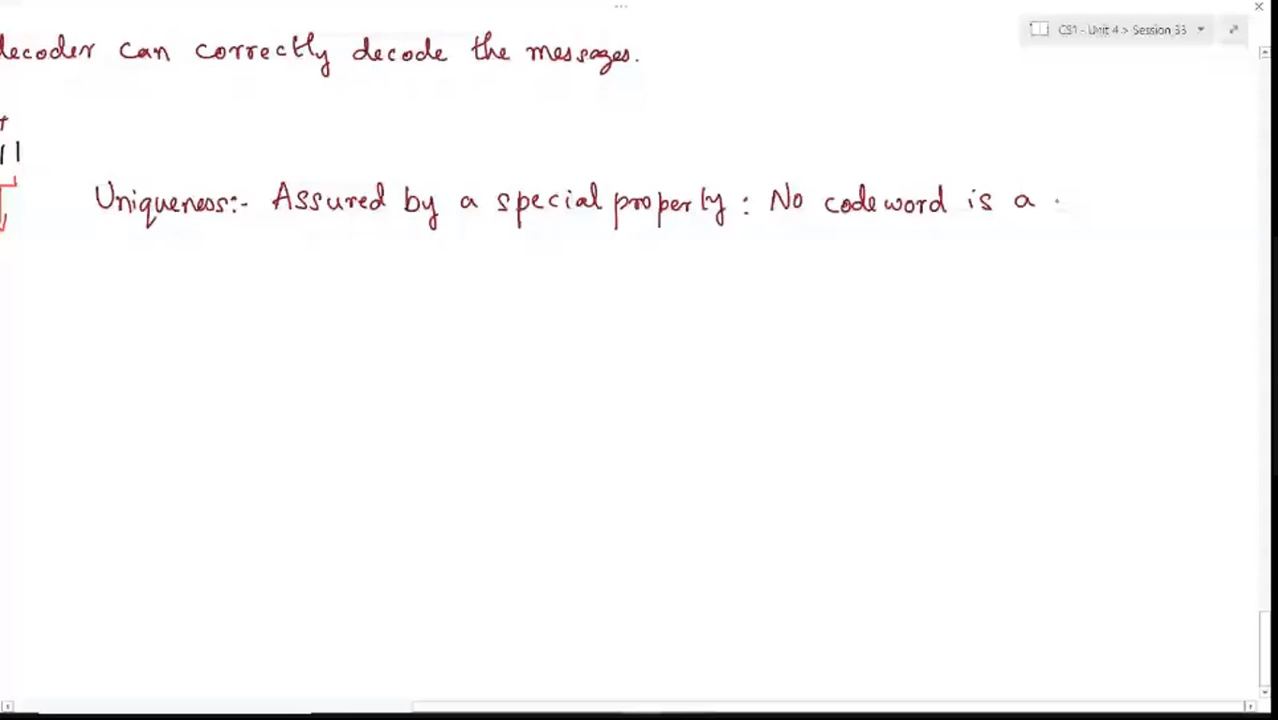 CS1 - Unit 4 > Session 33
decoder can correctly decode the messages.
Uniqueness:- Assured by a special property : No codeword is a